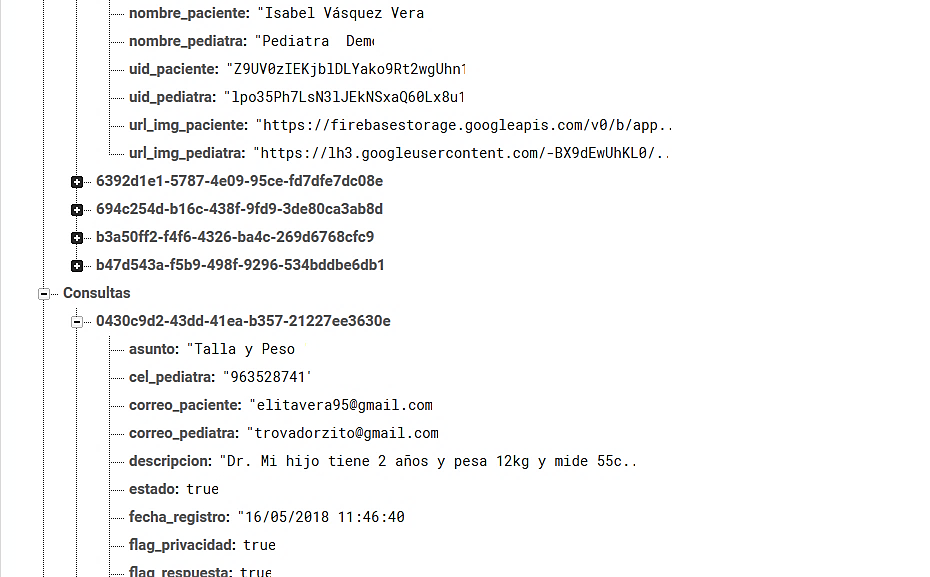 nombre_paciente: "Isabel Vásquez Vera
nombre_pediatra: "Pediatra Demo
uid_paciente: "Z9UV0zIEKjblDLYako9Rt2wgUhn1
uid_pediatra: "lpo35Ph7LsN3lJEkNSxaQ60Lx8u1
url_img_paciente: "https://firebasestorage.googleapis.com/v0/b/app..
url_img_pediatra: "https://lh3.googleusercontent.com/-BX9dEwUhKL0/..
6392d1e1-5787-4e09-95ce-fd7dfe7dc08e
694c254d-b16c-438f-9fd9-3de80ca3ab8d
b3a50ff2-f4f6-4326-ba4c-269d6768cfc9
b47d543a-f5b9-498f-9296-534bddbe6db1
Consultas
0430c9d2-43dd-41ea-b357-21227ee3630e
asunto: "Talla y Peso
cel_pediatra: "963528741"
correo_paciente: "elitavera95@gmail.com
correo_pediatra: "trovadorzito@gmail.com
descripcion: "Dr. Mi hijo tiene 2 años y pesa 12kg y mide 55c..
estado: true
fecha_registro: "16/05/2018 11:46:40
flag_privacidad: true
flag_respuesta: true